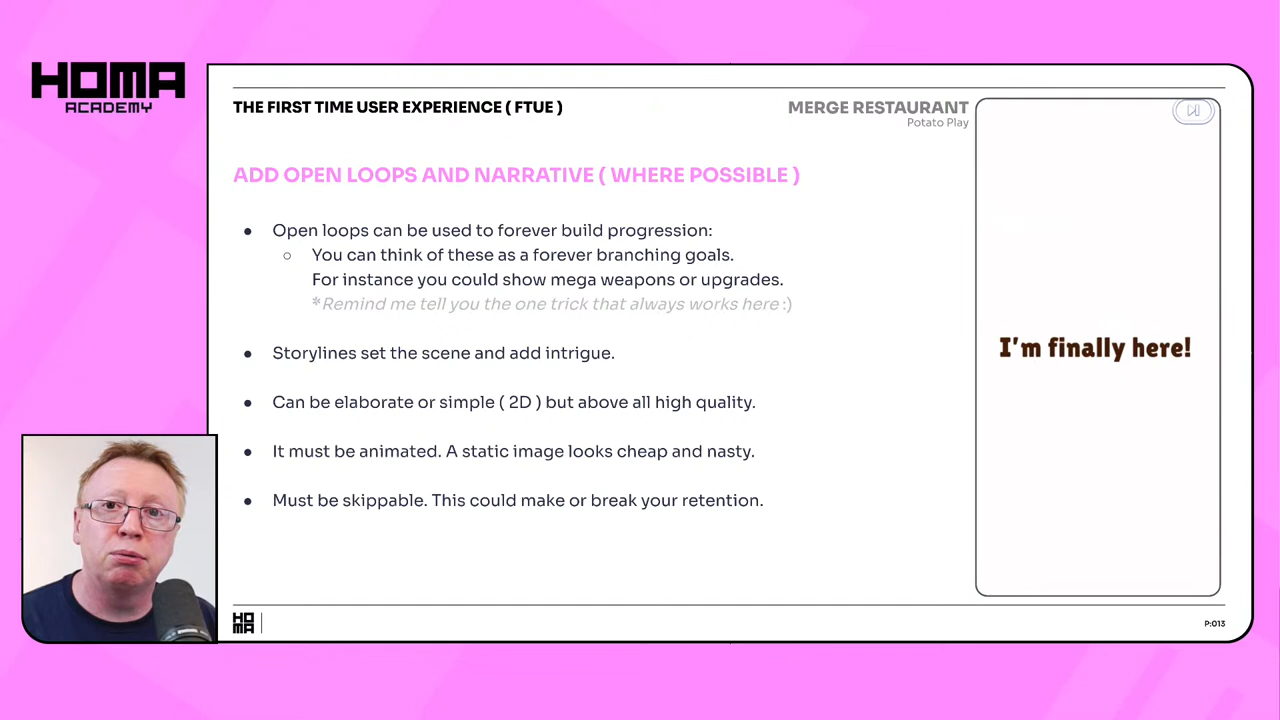 HOMA
ACADEMY
THE FIRST TIME USER EXPERIENCE ( FTUE )
MERGE RESTAURANT
Potato Play
ADD OPEN LOOPS AND NARRATIVE ( WHERE POSSIBLE )
● Open loops can be used to forever build progression:
○ You can think of these as a forever branching goals.
For instance you could show mega weapons or upgrades.
*Remind me tell you the one trick that always works here :)
● Storylines set the scene and add intrigue.
● Can be elaborate or simple ( 2D ) but above all high quality.
● It must be animated. A static image looks cheap and nasty.
● Must be skippable. This could make or break your retention.
I'm finally here!
HO
MA
P:013